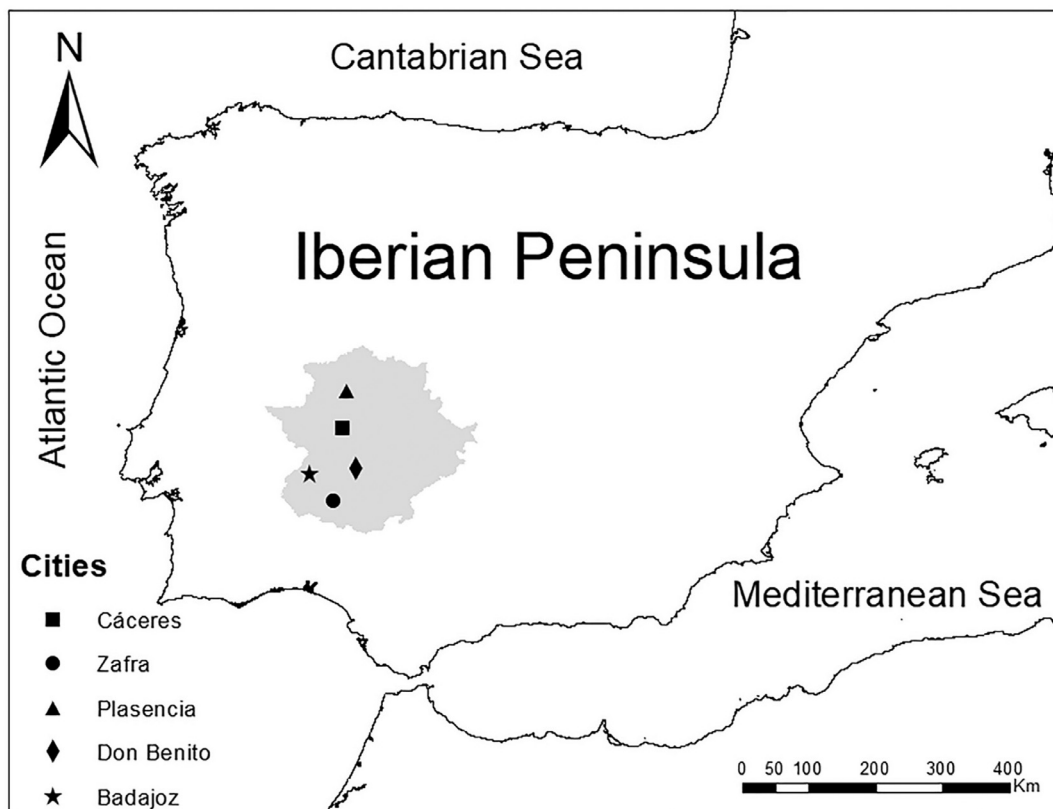 N
Cantabrian Sea
Iberian Peninsula
Atlantic Ocean
Mediterranean Sea
Cities
Cáceres
Zafra
Plasencia
Don Benito
Badajoz
0 50 100 200 300 400
Km